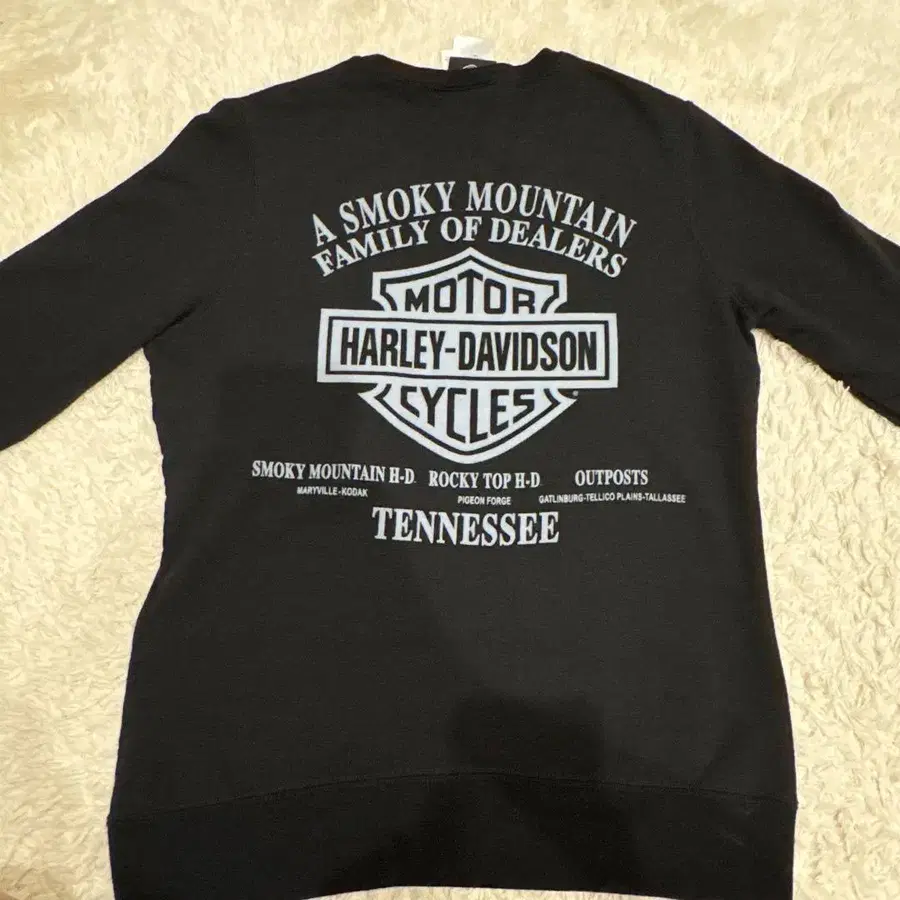 A SMOKY MOUNTAIN
FAMILY OF DEALERS
MOTOR
HARLEY-DAVIDSON
CYCLES
SMOKY MOUNTAIN H-D. ROCKY TOP H-D OUTPOSTS
MARYVILLE-KODAK PIGEON FORGE GATLINBURG-TELLICO PLAINS-TALLASSEE
TENNESSEE